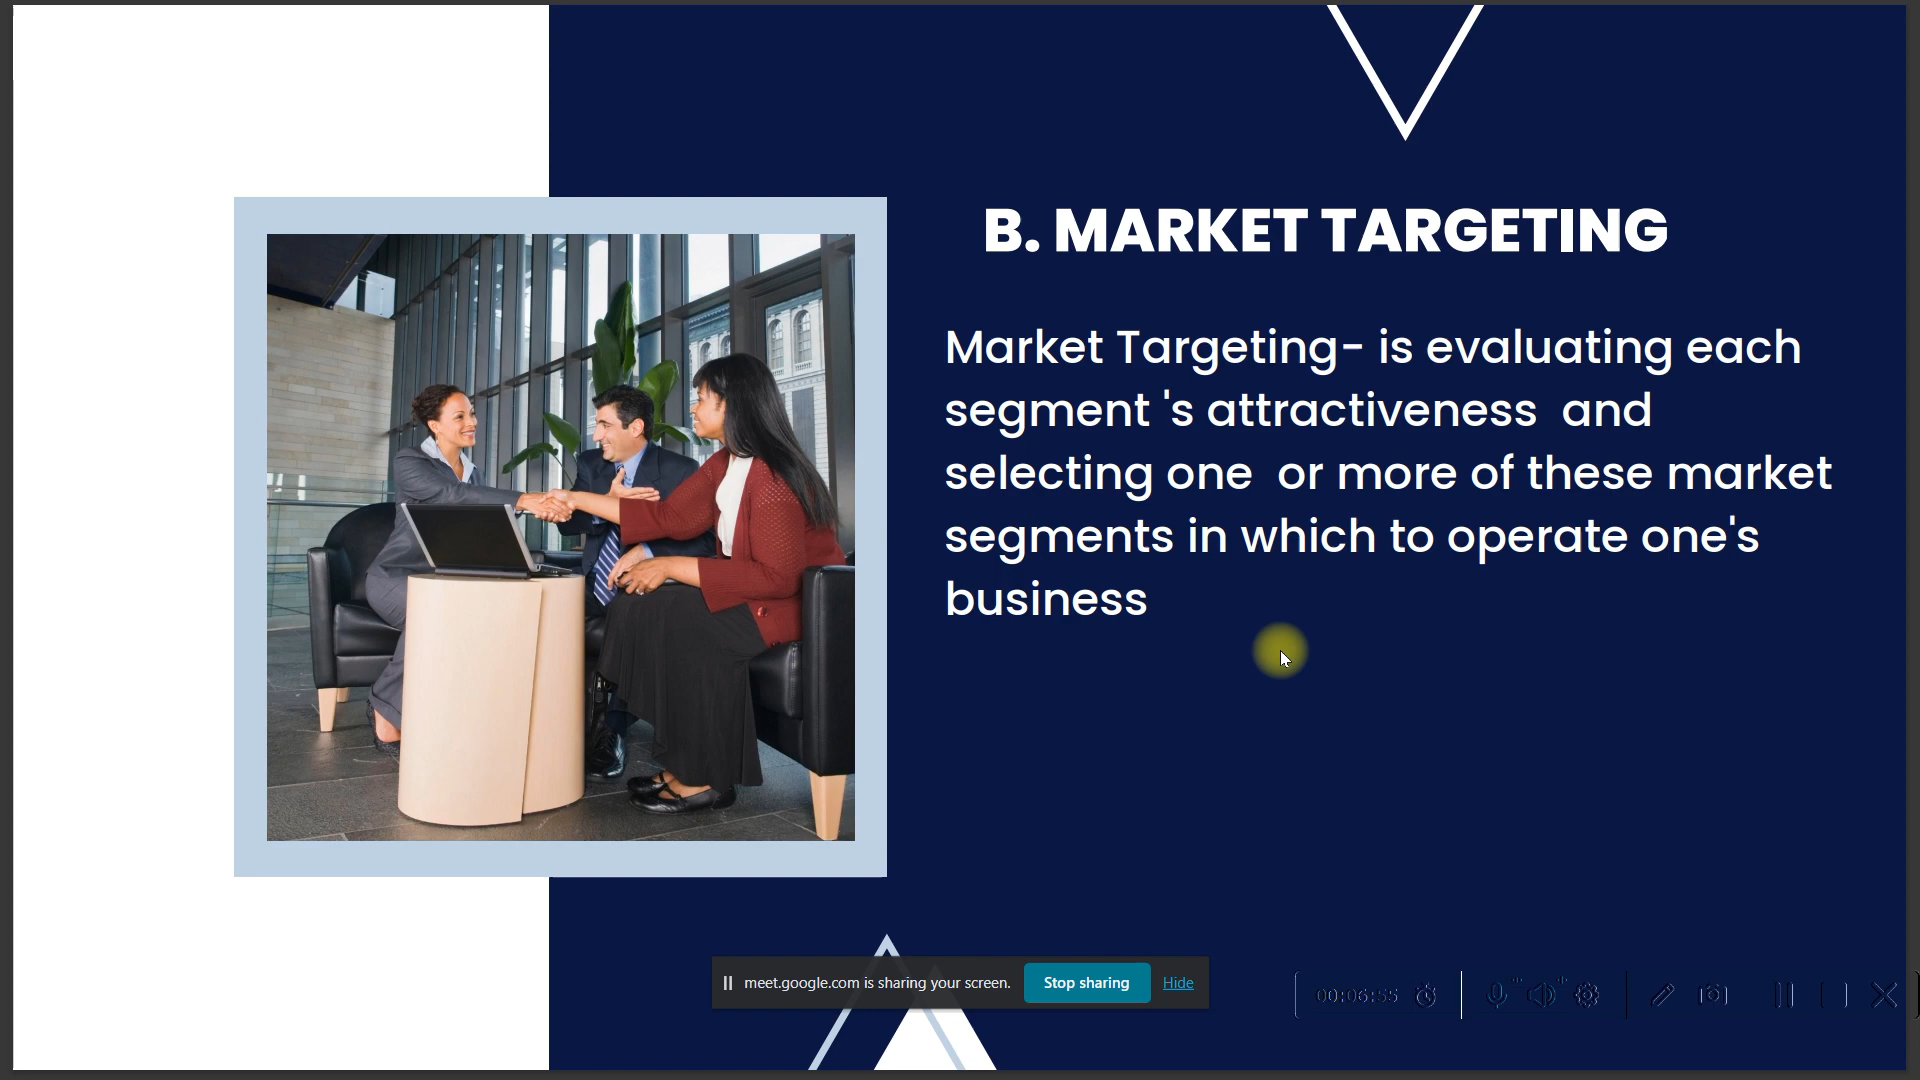 B. MARKET TARGETING
Market Targeting- is evaluating each
segment 's attractiveness  and
selecting one  or more of these market
segments in which to operate one's
business
meet.google.com is sharing your screen. Stop sharing Hide
00:06:55